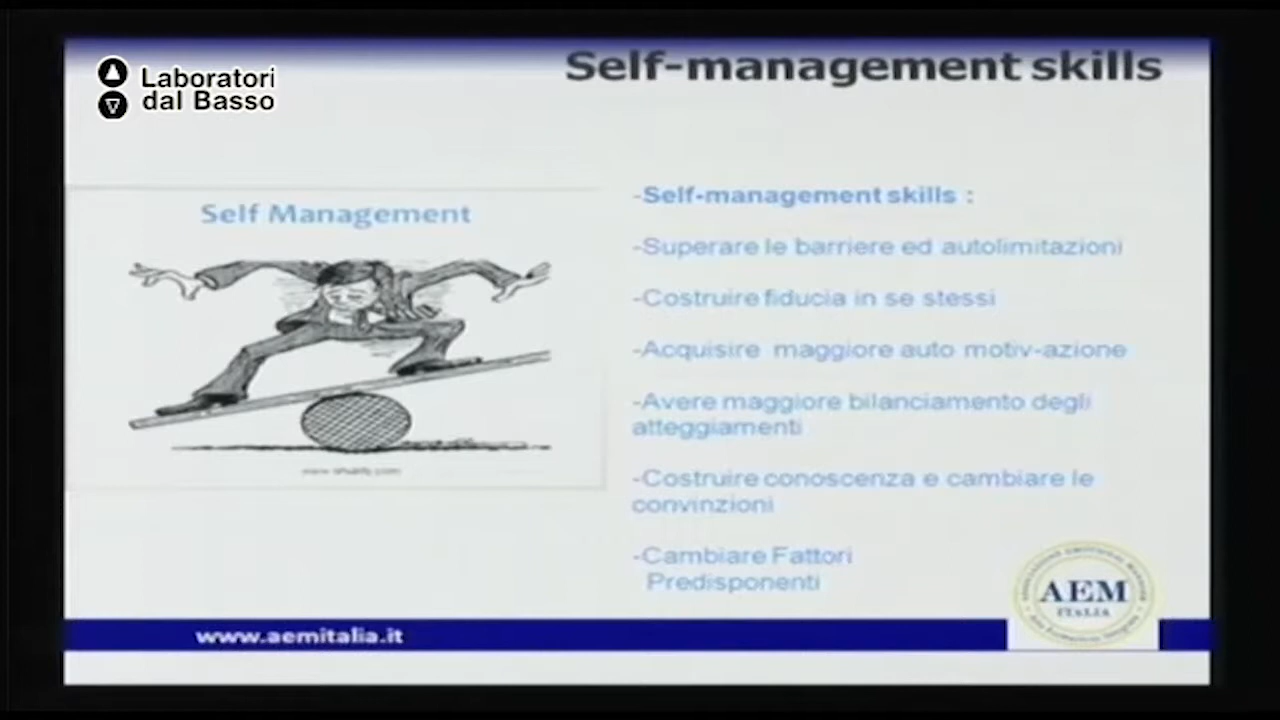 Self-management skills
Laboratori
dal Basso
Self Management
-Self-management skills :
-Superare le barriere ed autolimitazioni
-Costruire fiducia in se stessi
-Acquisire maggiore auto motiv-azione
-Avere maggiore bilanciamento degli
atteggiamenti
-Costruire conoscenza e cambiare le
convinzioni
-Cambiare Fattori
Predisponenti
AEM
ITALIA
www.aemitalia.it